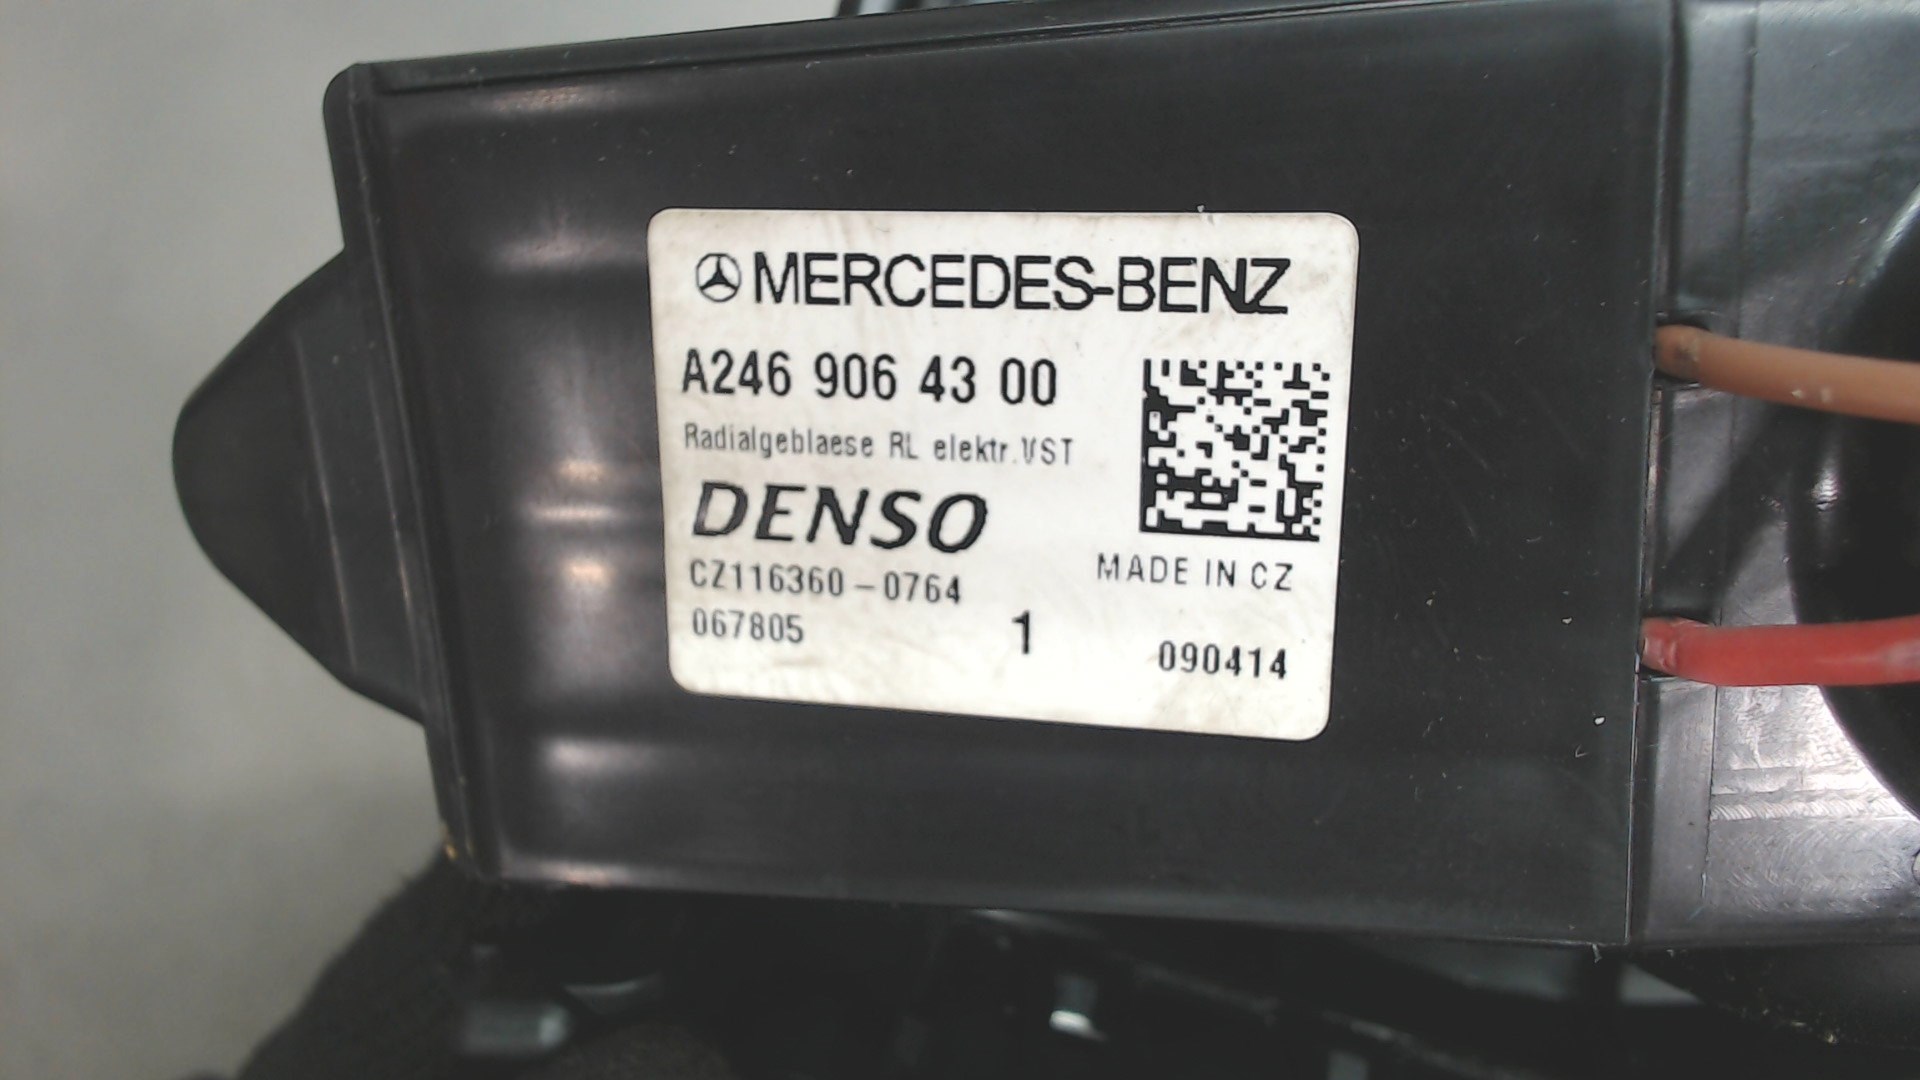 MERCEDES-BENZ
A246 906 43 00
Radialgeblaese RL elektr.VST
DENSO
CZ116360-0764
MADE IN CZ
067805
1
090414